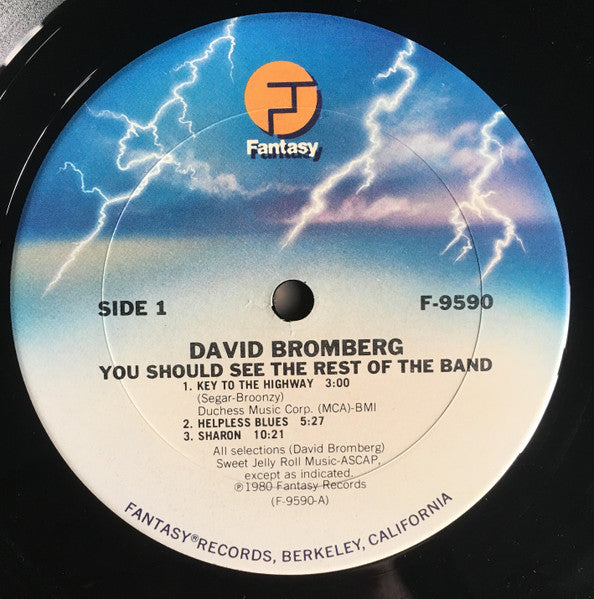 Fantasy
SIDE 1
F-9590
DAVID BROMBERG
YOU SHOULD SEE THE REST OF THE BAND
1. KEY TO THE HIGHWAY 3:00
(Segar-Broonzy)
Duchess Music Corp. (MCA)-BMI
2. HELPLESS BLUES 5:27
3. SHARON 10:21
All selections (David Bromberg)
Sweet Jelly Roll Music-ASCAP,
except as indicated.
℗1980 Fantasy Records
(F-9590-A)
FANTASY®RECORDS, BERKELEY, CALIFORNIA